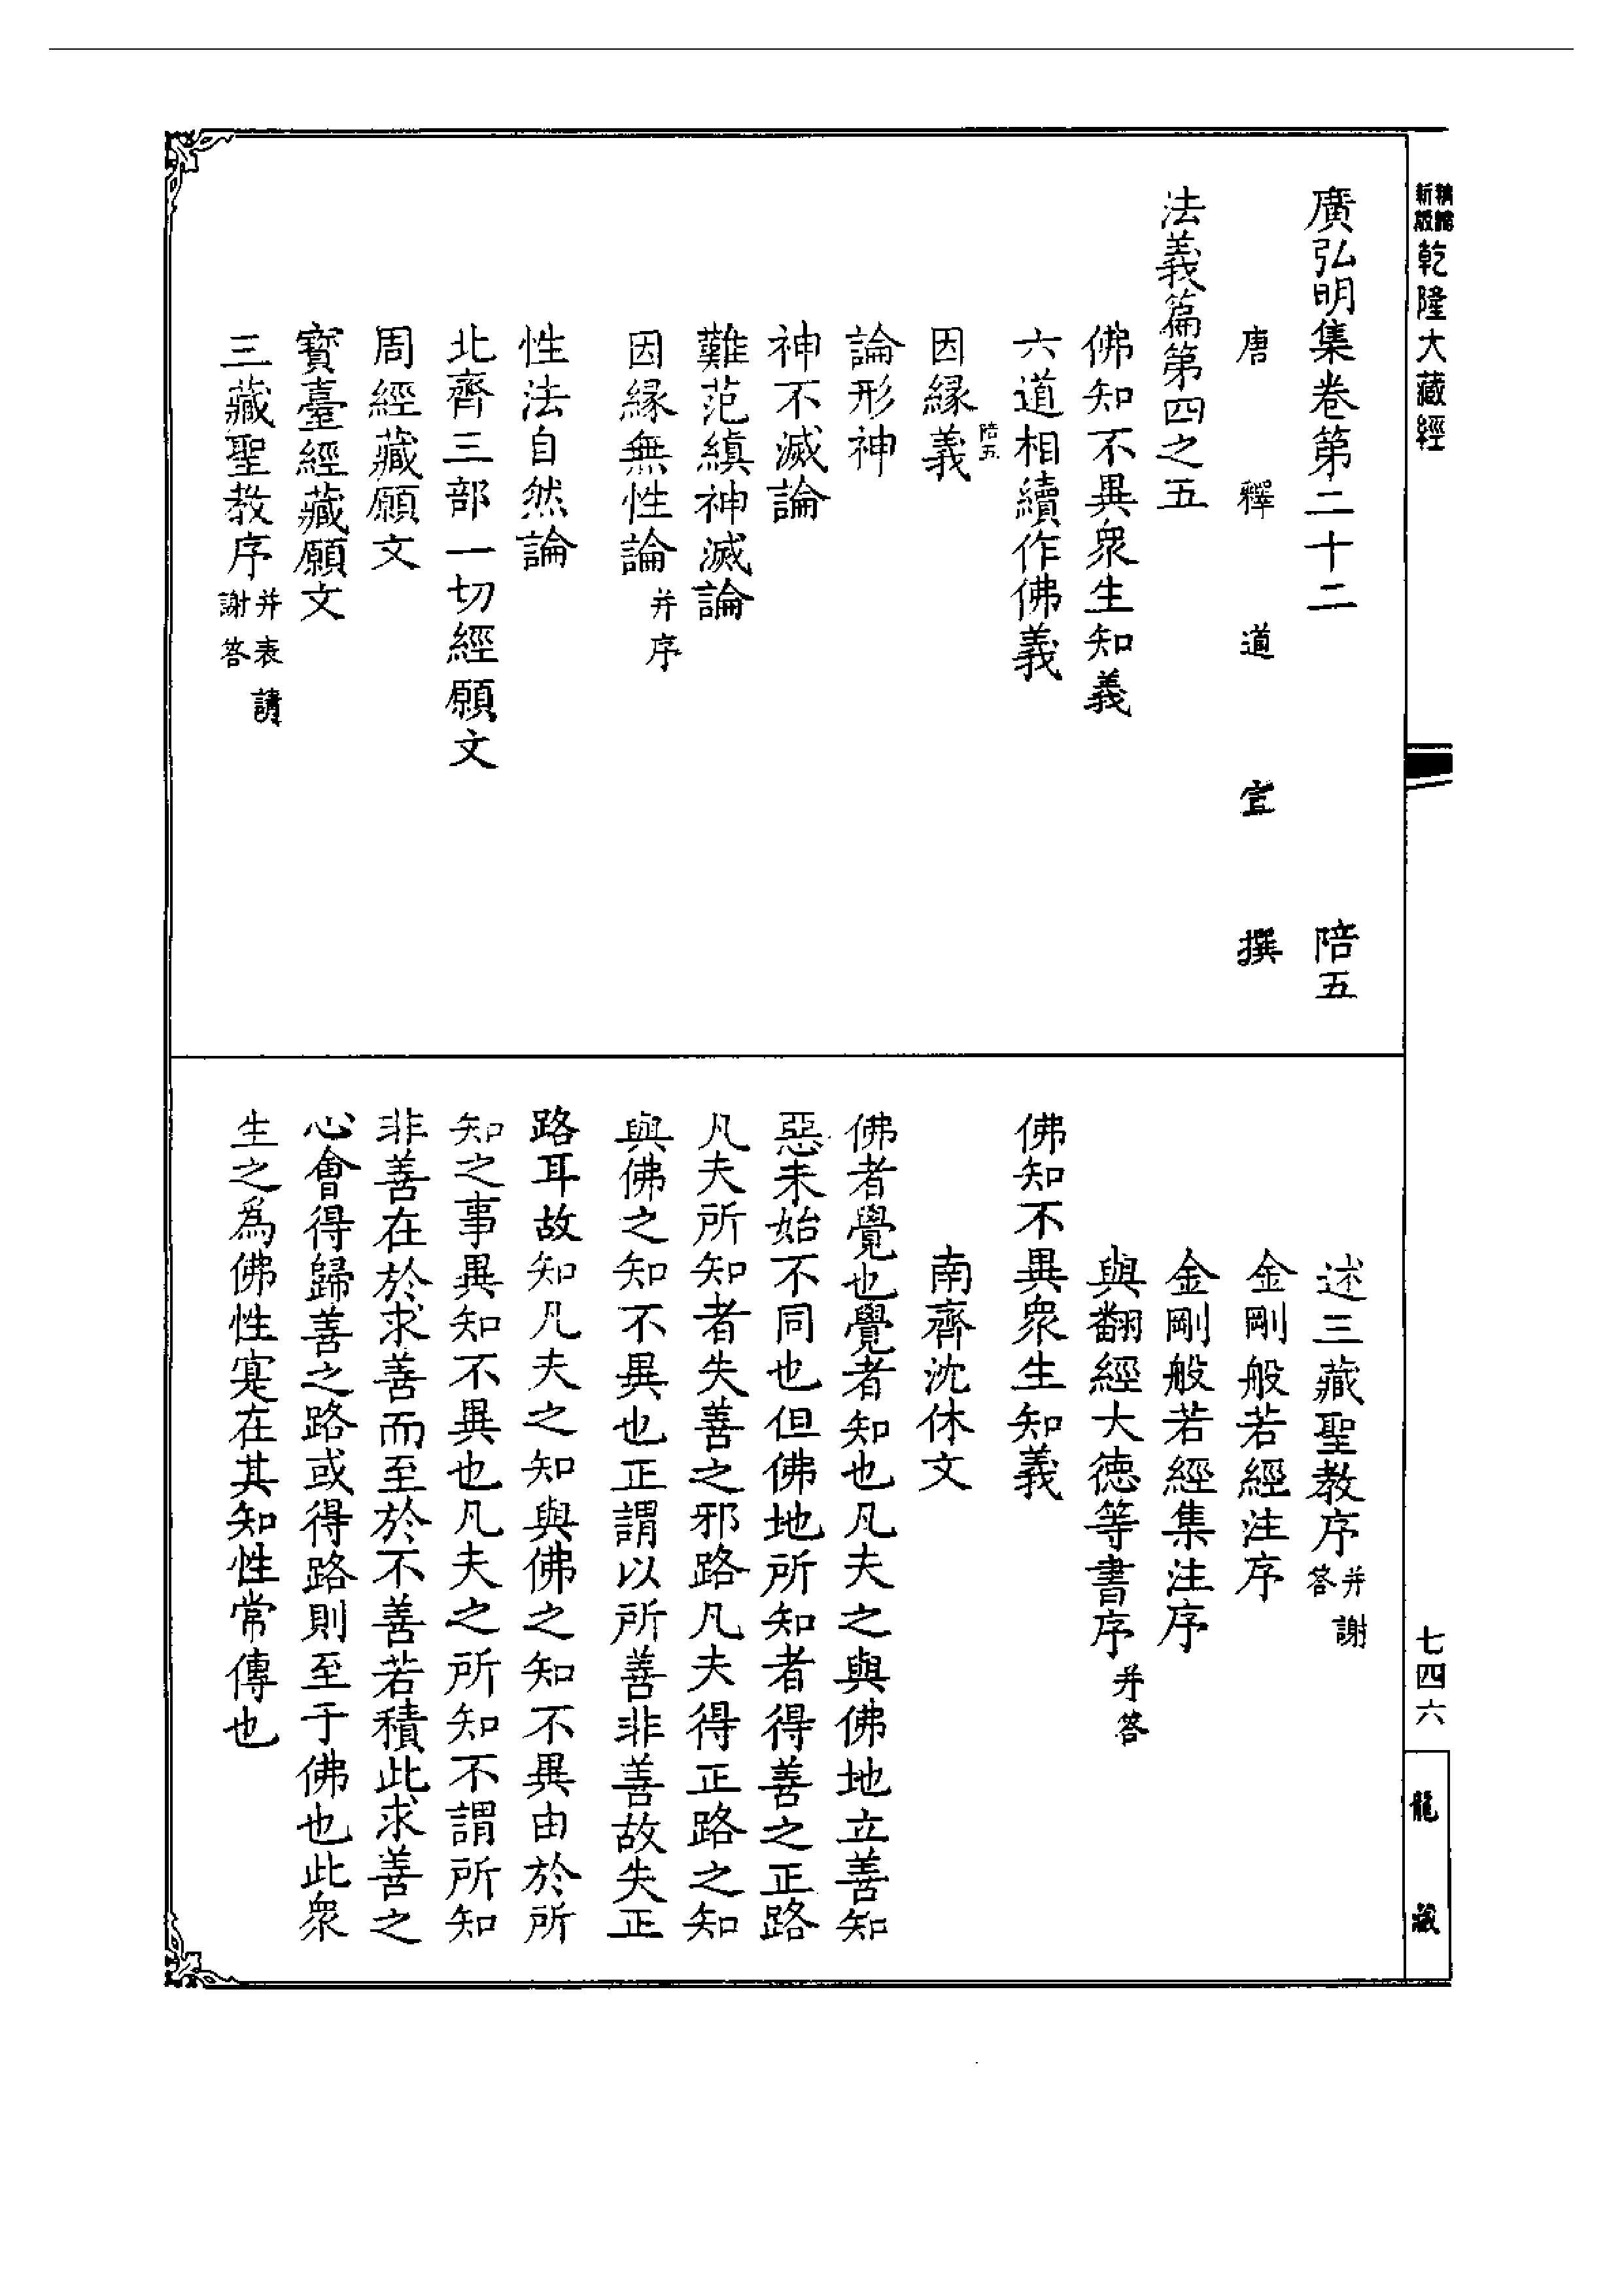 新版精縮乾隆大藏經
廣弘明集卷第二十二 陪五
唐釋道宣撰
法義篇第四之五
佛知不異衆生知義
六道相續作佛義
陪五
因緣義
論形神
神不滅論
難范縝神滅論
因緣無性論并序
性法自然論
北齊三部一切經願文
周經藏願文
寶臺經藏願文
三藏聖教序并表請謝答
述三藏聖教序并謝答
金剛般若經注序
金剛般若經集注序
與翻經大德等書序并答
佛知不異衆生知義
南齊沈休文
佛者覺也覺者知也凡夫之與佛地立善知
惡未始不同也但佛地所知者得善之正路
凡夫所知者失善之邪路凡夫得正路之知
與佛之知不異也正謂以所善非善故失正
路耳故知凡夫之知與佛之知不異由於所
知之事異知不異也凡夫之所知不謂所知
非善在於求善而至於不善若積此求善之
心會得歸善之路或得路則至于佛也此衆
生之為佛性寔在其知性常傳也
七四六
龍藏